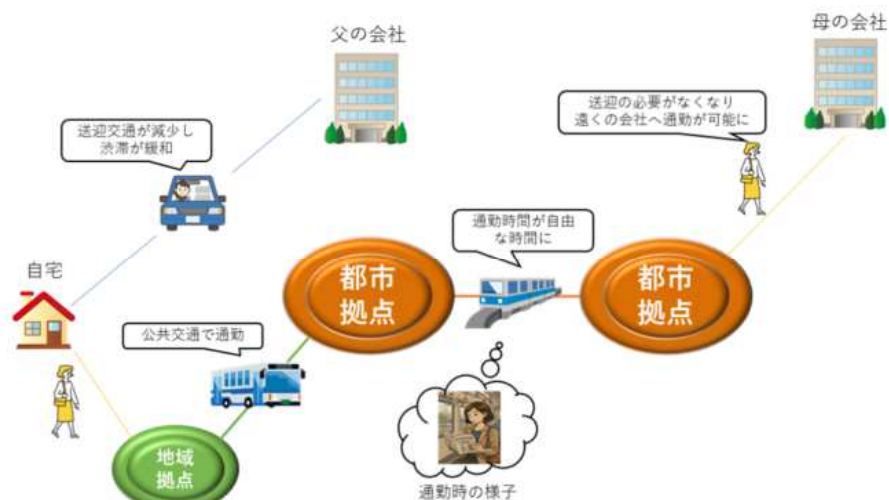 父の会社
母の会社
送迎交通が減少し
渋滞が緩和
送迎の必要がなくなり
遠くの会社へ通勤が可能に
通勤時間が自由
な時間に
自宅
都市
拠点
都市
拠点
公共交通で通勤
地域
拠点
通勤時の様子